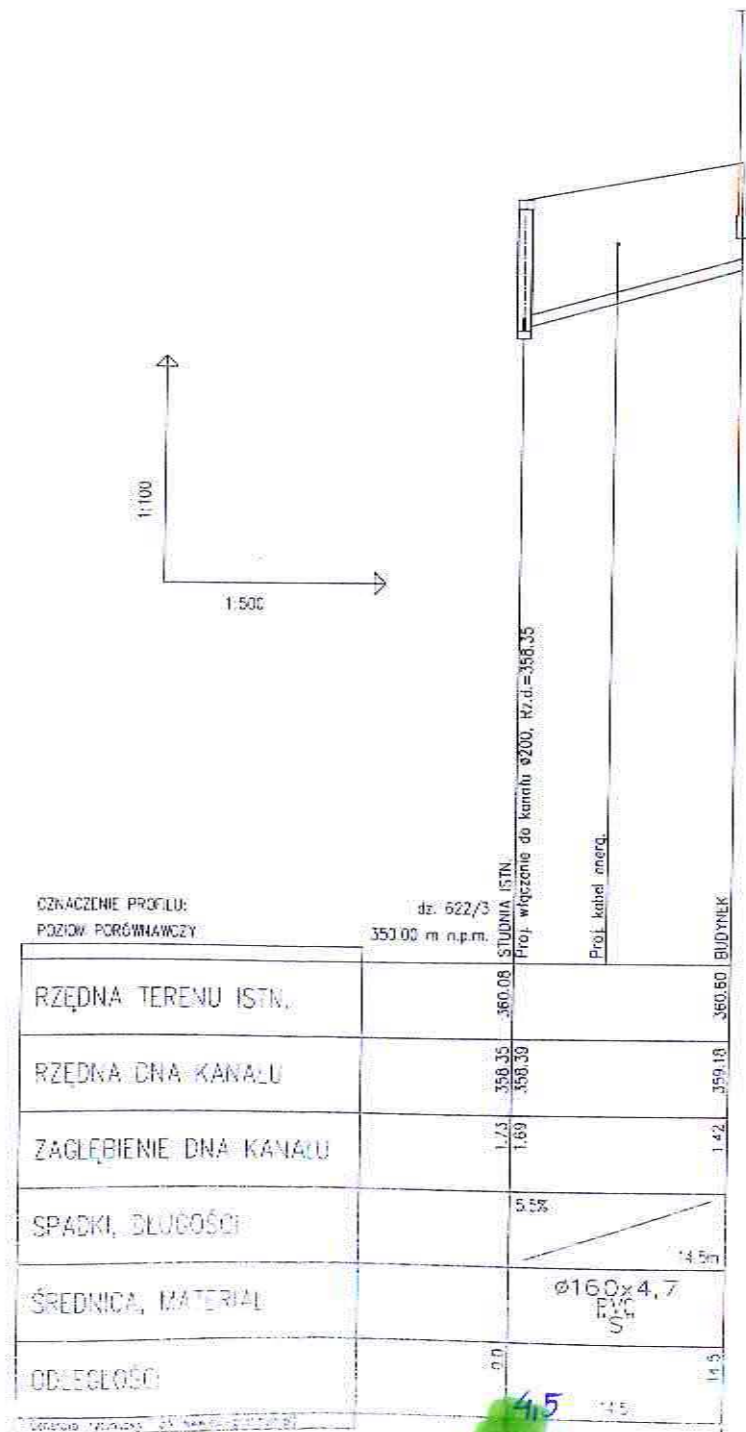 1:100
1:500
Proj. włączenie do kanału ø200, Rz.d.=358.35
STUDNIA ISTN.
Proj. kabel energ.
BUDYNEK
OZNACZENIE PROFILU: dz. 622/3
POZIOM PORÓWNAWCZY 350.00 m n.p.m.
RZĘDNA TERENU ISTN. 360.08 360.60
RZĘDNA DNA KANAŁU 358.35 358.39 359.18
ZAGŁĘBIENIE DNA KANAŁU 1.73 1.69 1.42
SPADKI, DŁUGOŚCI 5.5% 14.5m
ŚREDNICA, MATERIAŁ ø160x4,7
PVC
S
ODLEGŁOŚCI 0.0 14.5
14.5
4,5